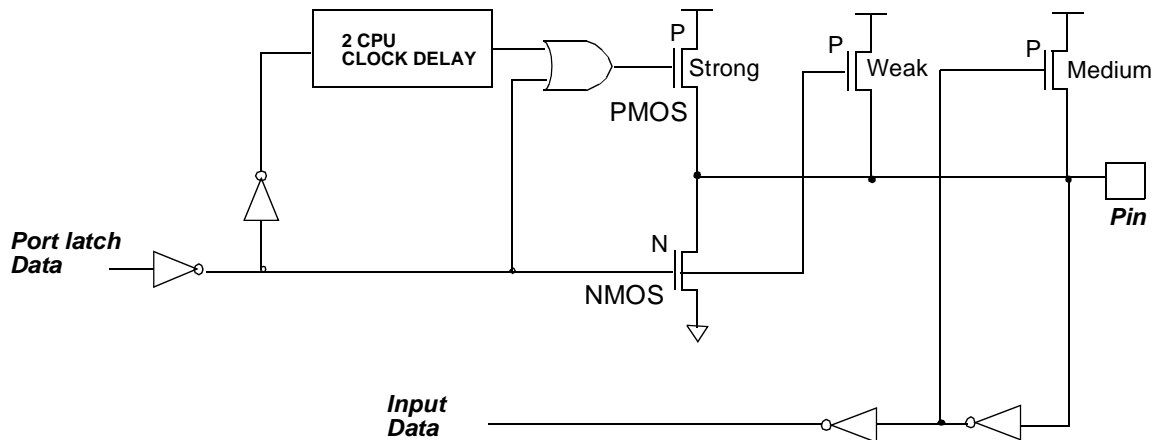 2 CPU
CLOCK DELAY
P
Strong
PMOS
P
Weak
P
Medium
Pin
Port latch
Data
N
NMOS
Input
Data